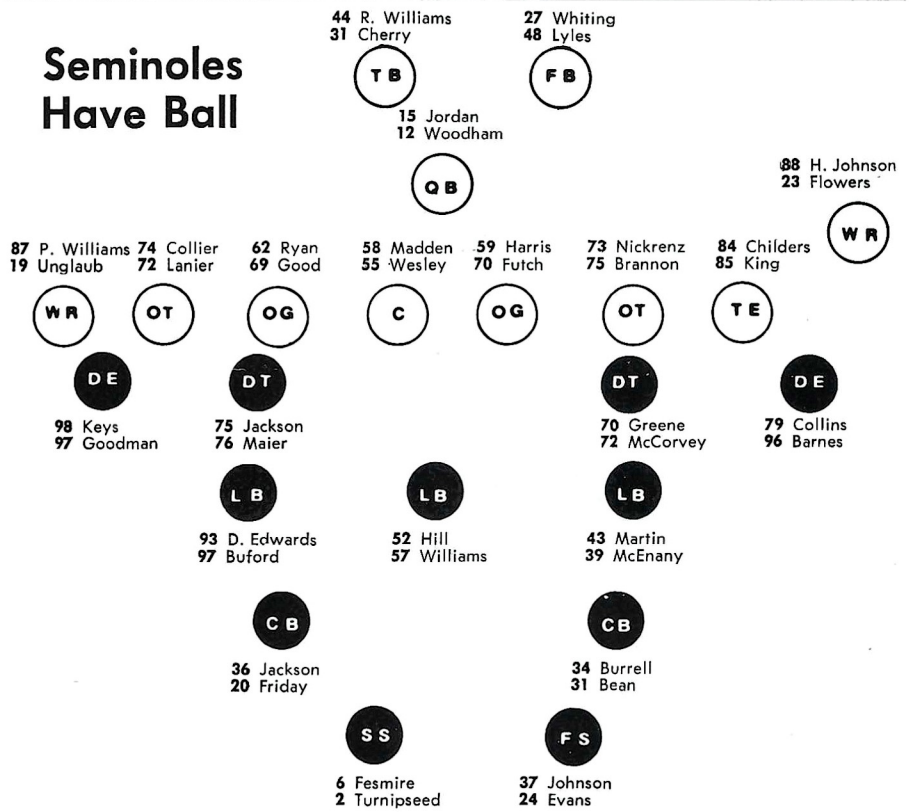 Seminoles
Have Ball
44 R. Williams
31 Cherry
27 Whiting
48 Lyles
TB
FB
15 Jordan
12 Woodham
QB
88 H. Johnson
23 Flowers
WR
87 P. Williams
19 Unglaub
74 Collier
72 Lanier
62 Ryan
69 Good
58 Madden
55 Wesley
59 Harris
70 Futch
73 Nickrenz
75 Brannon
84 Childers
85 King
WR
OT
OG
C
OG
OT
TE
DE
DT
DT
DE
98 Keys
97 Goodman
75 Jackson
76 Maier
70 Greene
72 McCorvey
79 Collins
96 Barnes
LB
LB
LB
93 D. Edwards
97 Buford
52 Hill
57 Williams
43 Martin
39 McEnany
CB
CB
36 Jackson
20 Friday
34 Burrell
31 Bean
SS
FS
6 Fesmire
2 Turnipseed
37 Johnson
24 Evans